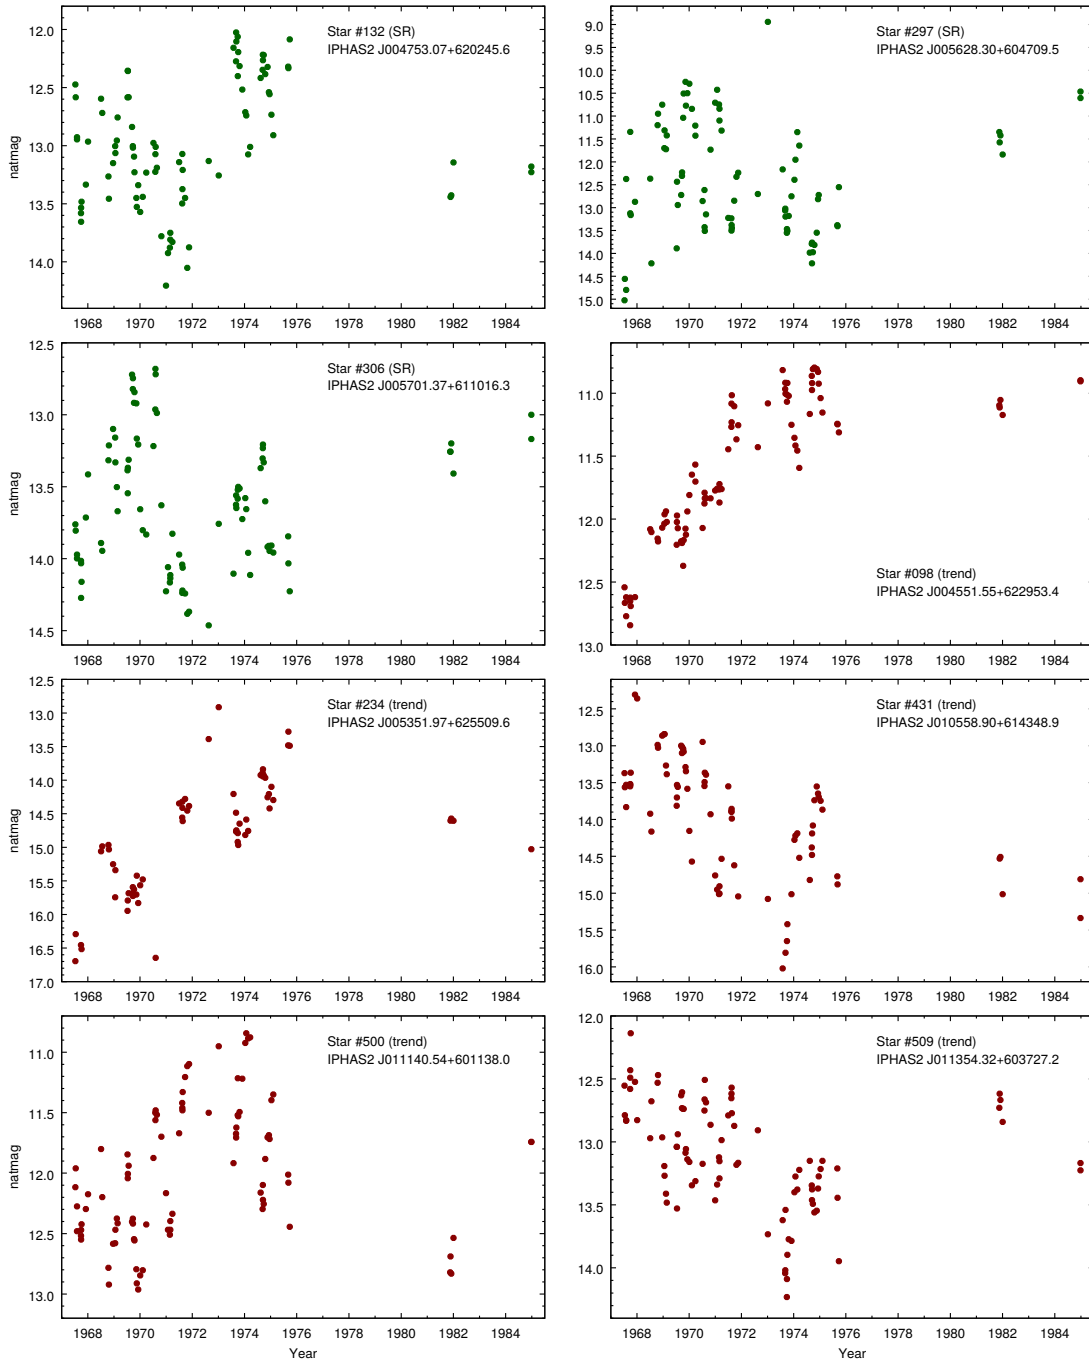 Star #132 (SR)
IPHAS2 J004753.07+620245.6
natmag
12.0
12.5
13.0
13.5
14.0
1968 1970 1972 1974 1976 1978 1980 1982 1984
Star #297 (SR)
IPHAS2 J005628.30+604709.5
9.0
9.5
10.0
10.5
11.0
11.5
12.0
12.5
13.0
13.5
14.0
14.5
15.0
1968 1970 1972 1974 1976 1978 1980 1982 1984
Star #306 (SR)
IPHAS2 J005701.37+611016.3
natmag
12.5
13.0
13.5
14.0
14.5
1968 1970 1972 1974 1976 1978 1980 1982 1984
Star #098 (trend)
IPHAS2 J004551.55+622953.4
11.0
11.5
12.0
12.5
13.0
1968 1970 1972 1974 1976 1978 1980 1982 1984
Star #234 (trend)
IPHAS2 J005351.97+625509.6
natmag
12.5
13.0
13.5
14.0
14.5
15.0
15.5
16.0
16.5
17.0
1968 1970 1972 1974 1976 1978 1980 1982 1984
Star #431 (trend)
IPHAS2 J010558.90+614348.9
12.5
13.0
13.5
14.0
14.5
15.0
15.5
16.0
1968 1970 1972 1974 1976 1978 1980 1982 1984
Star #500 (trend)
IPHAS2 J011140.54+601138.0
natmag
11.0
11.5
12.0
12.5
13.0
1968 1970 1972 1974 1976 1978 1980 1982 1984
Year
Star #509 (trend)
IPHAS2 J011354.32+603727.2
12.0
12.5
13.0
13.5
14.0
1968 1970 1972 1974 1976 1978 1980 1982 1984
Year